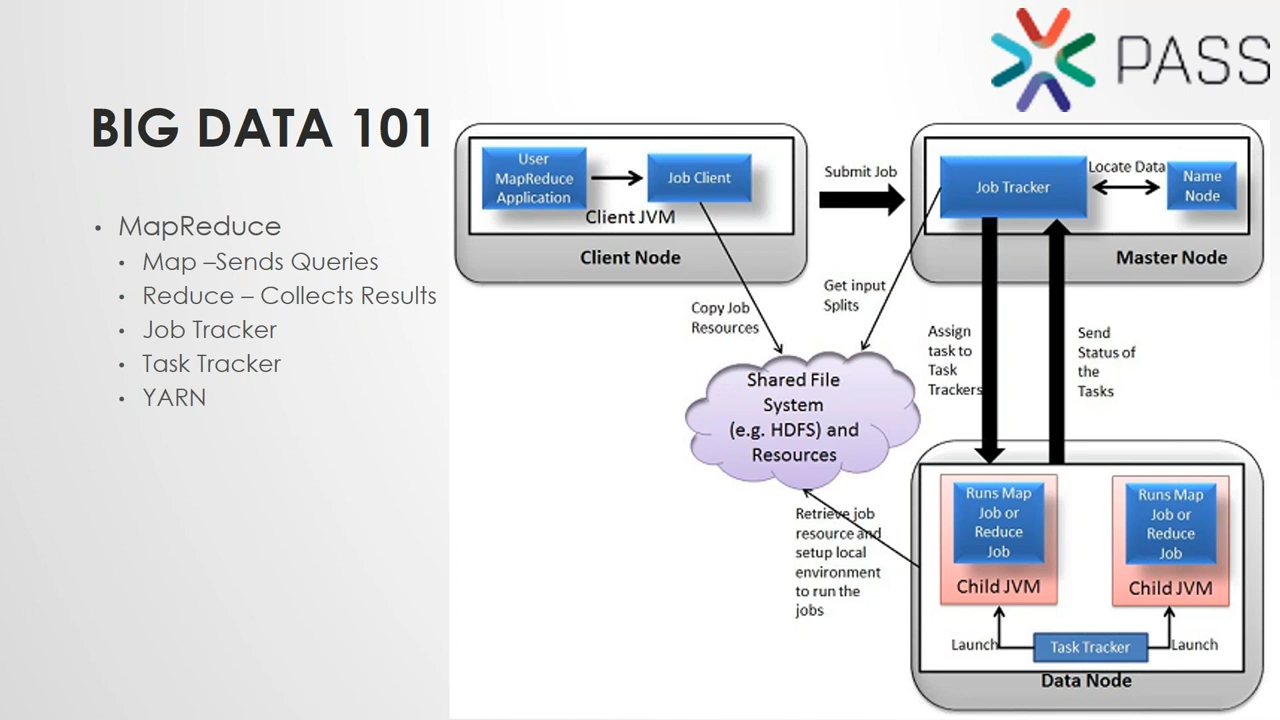 PASS
BIG DATA 101
• MapReduce
• Map –Sends Queries
• Reduce – Collects Results
• Job Tracker
• Task Tracker
• YARN
User
MapReduce
Application
Job Client
Client JVM
Client Node
Submit Job
Job Tracker
Locate Data
Name
Node
Master Node
Copy Job
Resources
Get input
Splits
Assign
task to
Task
Trackers
Send
Status of
the
Tasks
Shared File
System
(e.g. HDFS) and
Resources
Retrieve job
resource and
setup local
environment
to run the
jobs
Runs Map
Job or
Reduce
Job
Child JVM
Runs Map
Job or
Reduce
Job
Child JVM
Launch
Task Tracker
Launch
Data Node